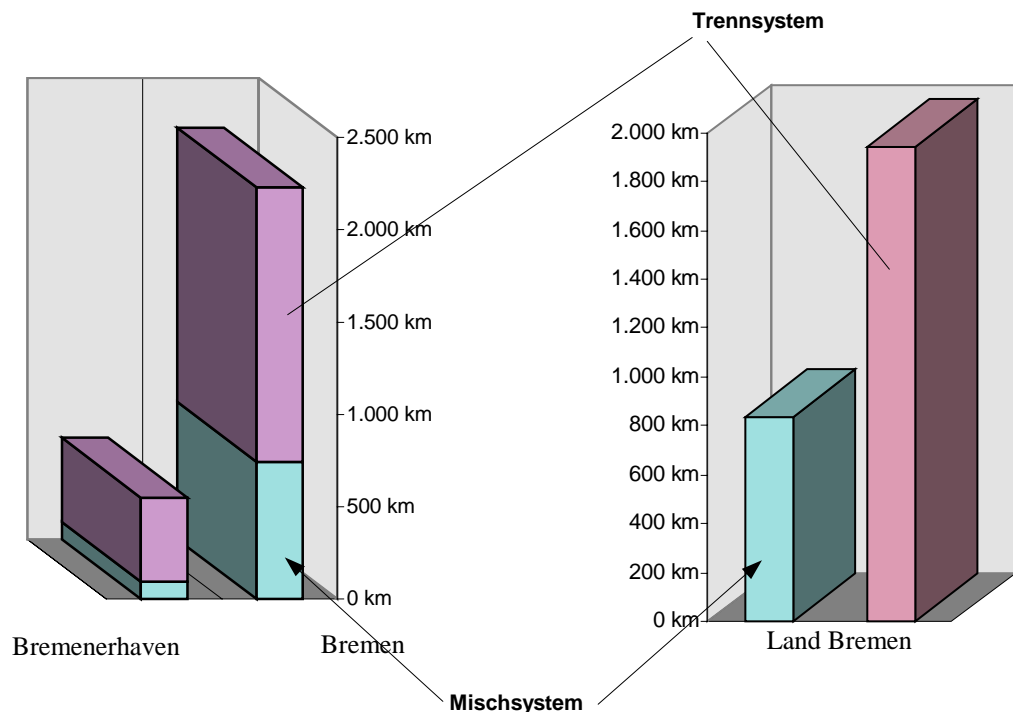 Trennsystem
2.500 km
2.000 km
1.500 km
1.000 km
500 km
0 km
Bremenerhaven
Bremen
2.000 km
1.800 km
1.600 km
1.400 km
1.200 km
1.000 km
800 km
600 km
400 km
200 km
0 km
Land Bremen
Mischsystem